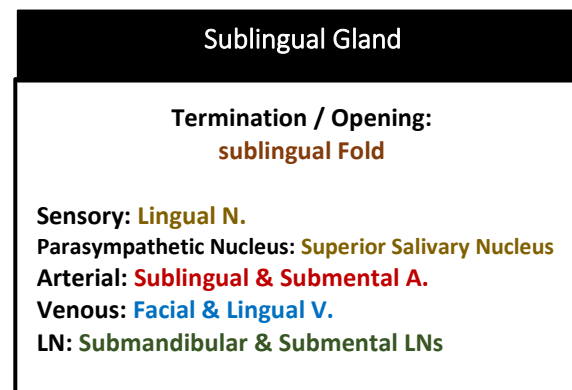 Sublingual Gland
Termination / Opening:
sublingual Fold
Sensory: Lingual N.
Parasympathetic Nucleus: Superior Salivary Nucleus
Arterial: Sublingual & Submental A.
Venous: Facial & Lingual V.
LN: Submandibular & Submental LNs